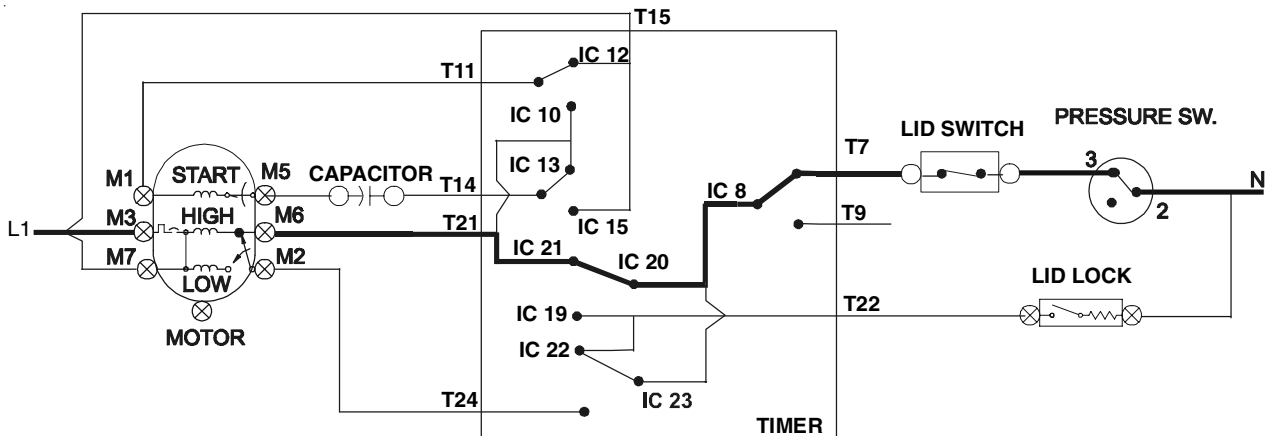 T15
IC 12
T11
IC 10
PRESSURE SW.
LID SWITCH
T7
M1
START
M5
CAPACITOR
IC 13
T14
3
IC 8
N
M3
HIGH
M6
2
L1
T21
IC 15
T9
M7
M2
IC 21
IC 20
LOW
LID LOCK
IC 19
T22
MOTOR
IC 22
T24
IC 23
TIMER